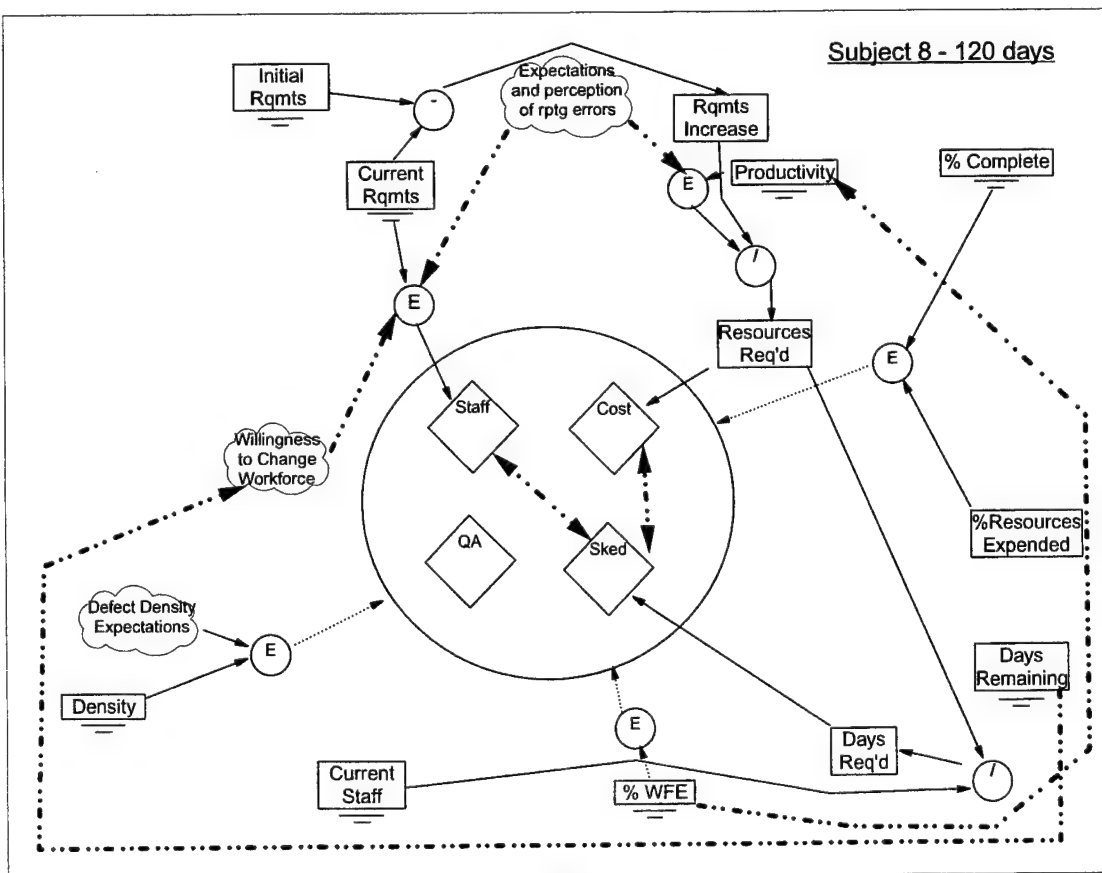 Subject 8 - 120 days
Initial
Rqmts
-
Expectations
and perception
of rptg errors
Rqmts
Increase
% Complete
Current
Rqmts
E
Productivity
/
E
Resources
Req'd
E
Staff
Cost
Willingness
to Change
Workforce
%Resources
Expended
QA
Sked
Defect Density
Expectations
E
Days
Remaining
Density
E
Days
Req'd
Current
Staff
% WFE
/